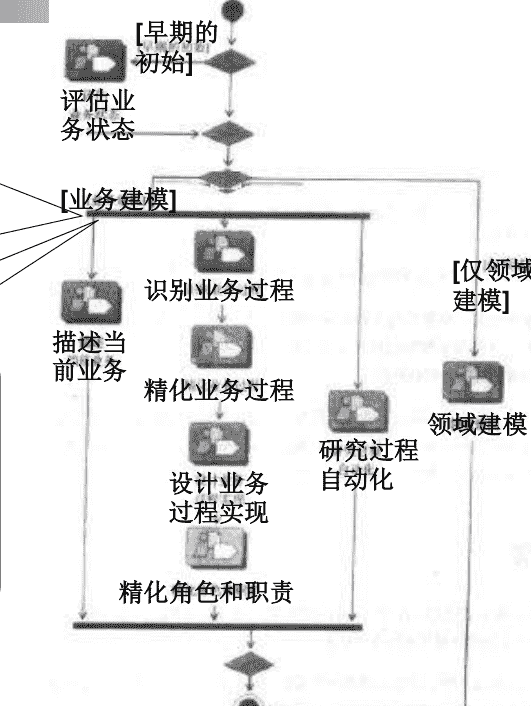 [早期的
初始]
评估业
务状态
[业务建模]
识别业务过程
[仅领域
建模]
描述当
前业务
精化业务过程
研究过程
自动化
领域建模
设计业务
过程实现
精化角色和职责